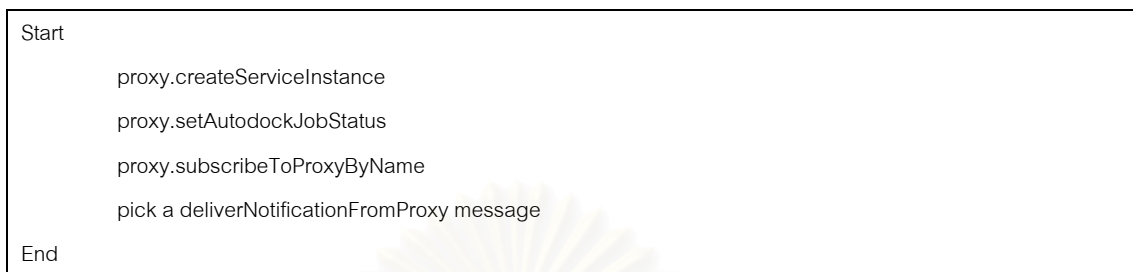 Start
proxy.createServiceInstance
proxy.setAutodockJobStatus
proxy.subscribeToProxyByName
pick a deliverNotificationFromProxy message
End